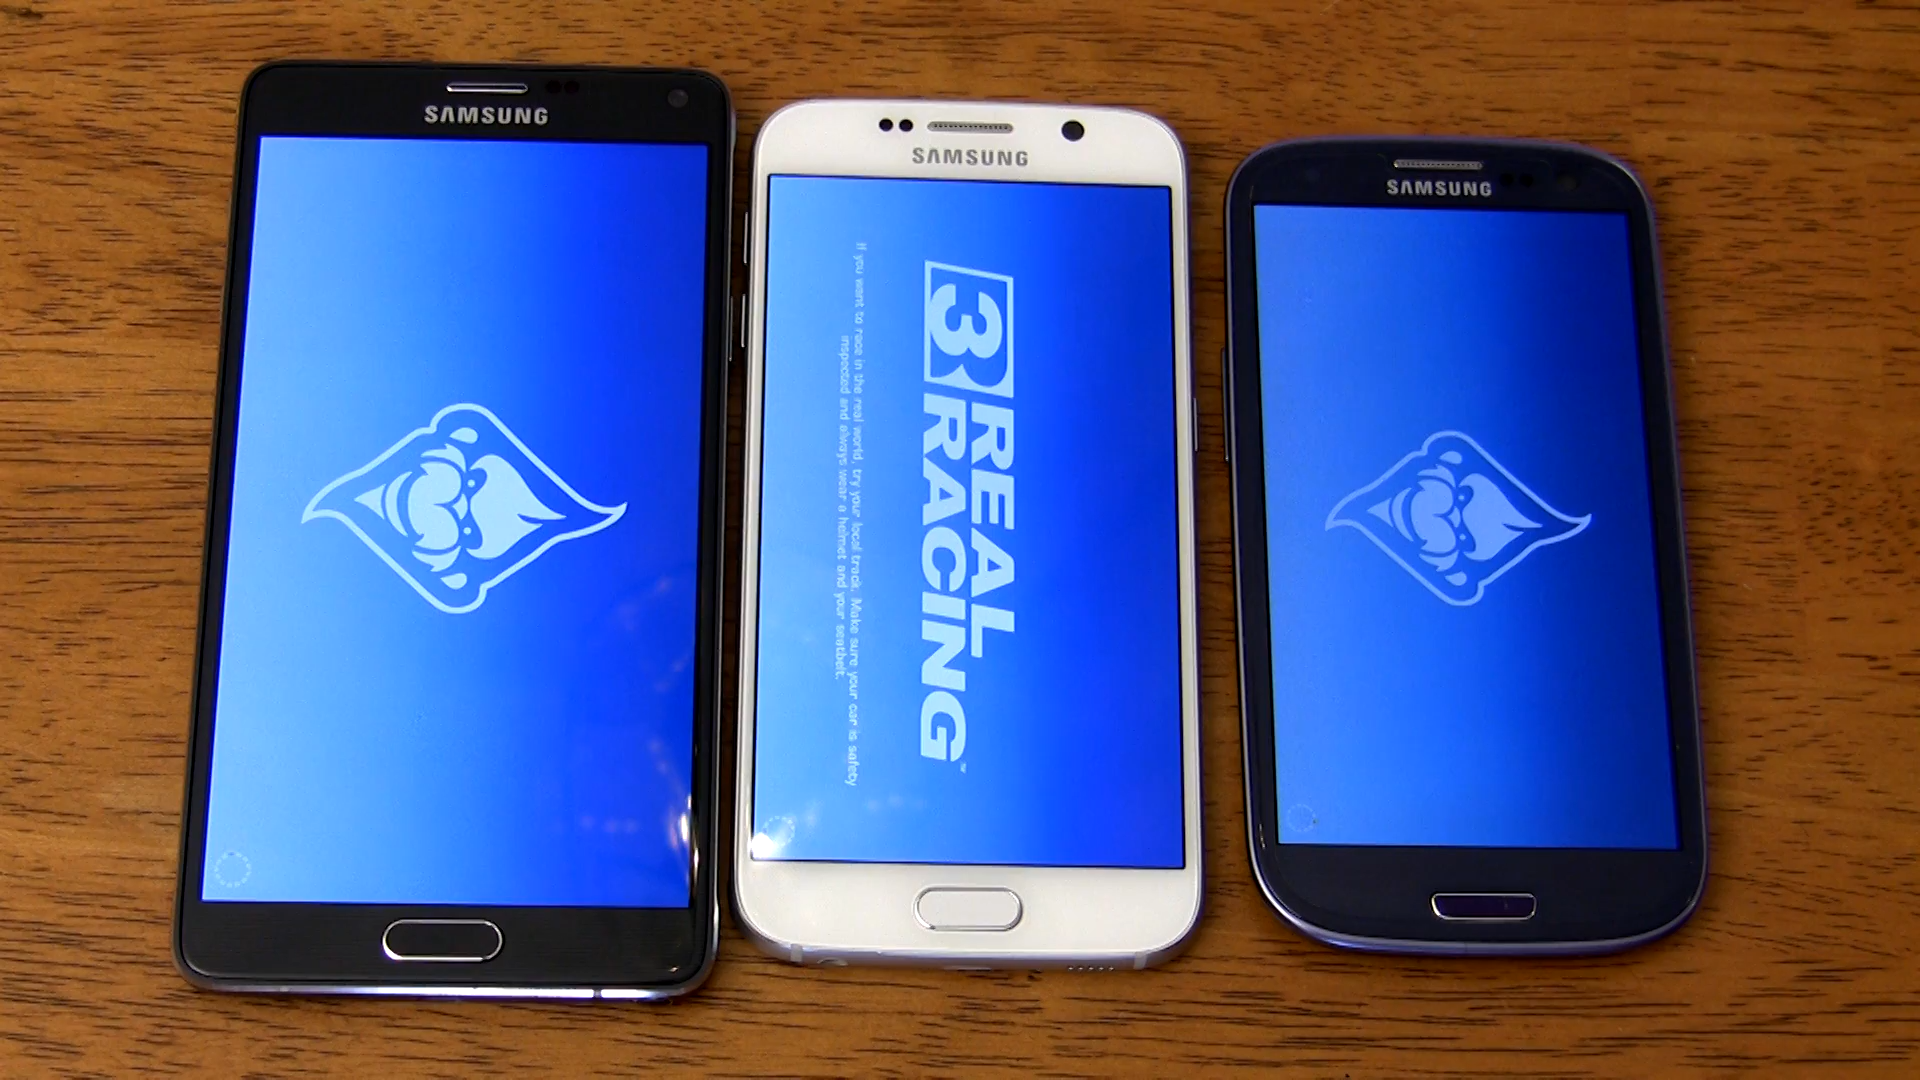 SAMSUNG
SAMSUNG
3 REAL
RACING™
If you want to race in the real world, try your local track. Make sure your car is safety
inspected and always wear a helmet and your seatbelt.
SAMSUNG